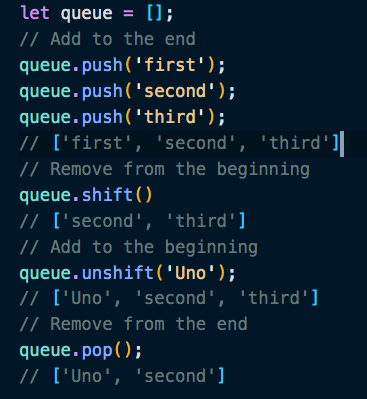 let queue = [];
// Add to the end
queue.push('first');
queue.push('second');
queue.push('third');
// ['first', 'second', 'third']
// Remove from the beginning
queue.shift()
// ['second', 'third']
// Add to the beginning
queue.unshift('Uno');
// ['Uno', 'second', 'third']
// Remove from the end
queue.pop();
// ['Uno', 'second']